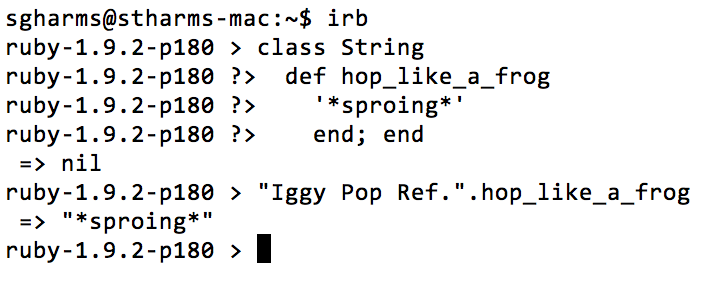 sgharms@stharms-mac:~$ irb
ruby-1.9.2-p180 > class String
ruby-1.9.2-p180 ?>  def hop_like_a_frog
ruby-1.9.2-p180 ?>    '*sproing*'
ruby-1.9.2-p180 ?>    end; end
 => nil
ruby-1.9.2-p180 > "Iggy Pop Ref.".hop_like_a_frog
 => "*sproing*"
ruby-1.9.2-p180 >